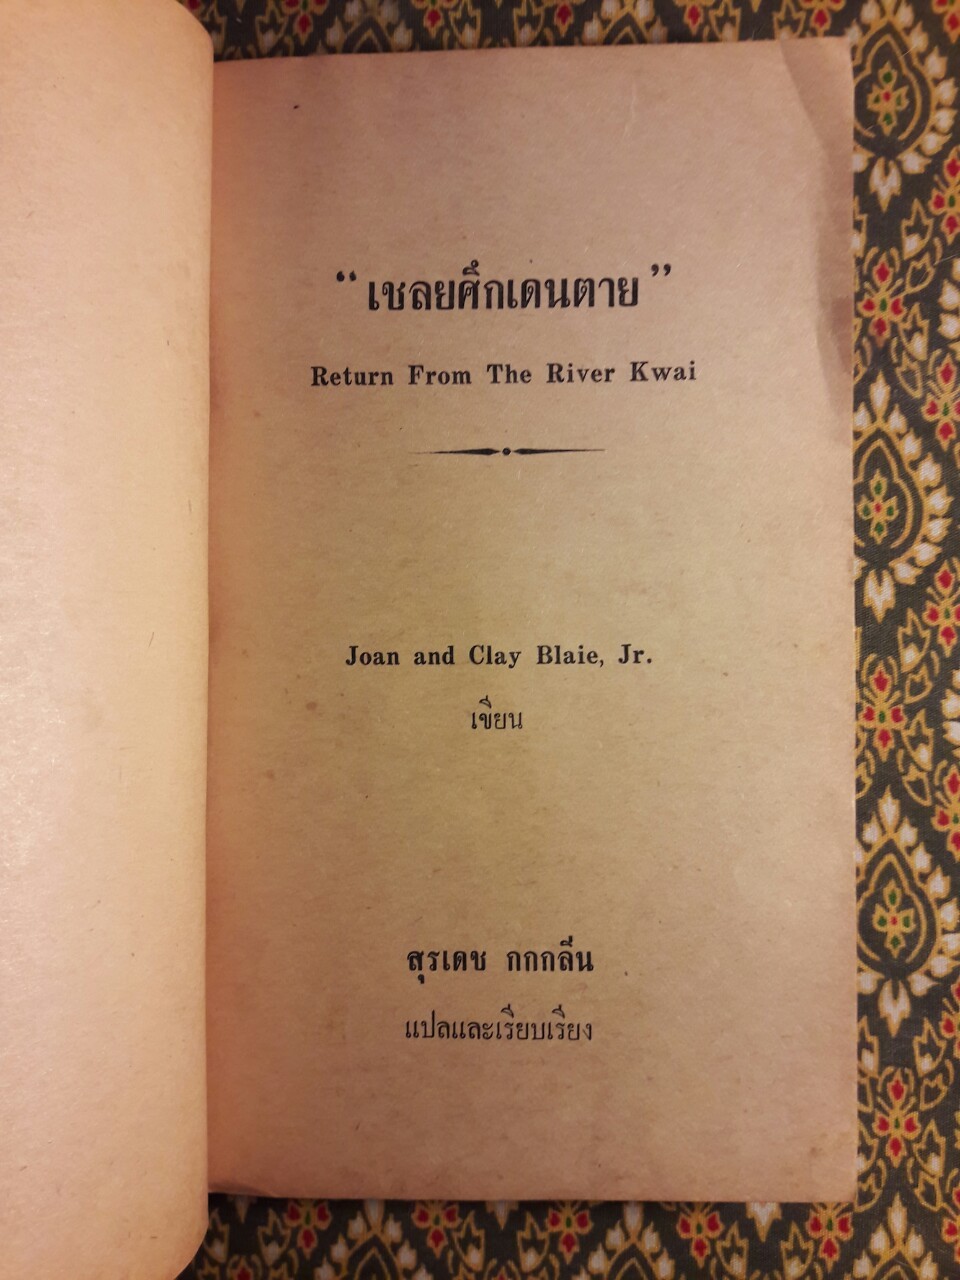 “เชลยศึกเดนตาย”
Return From The River Kwai
Joan and Clay Blaie, Jr.
เขียน
สุรเดช กกกลึน
แปลและเรียบเรียง